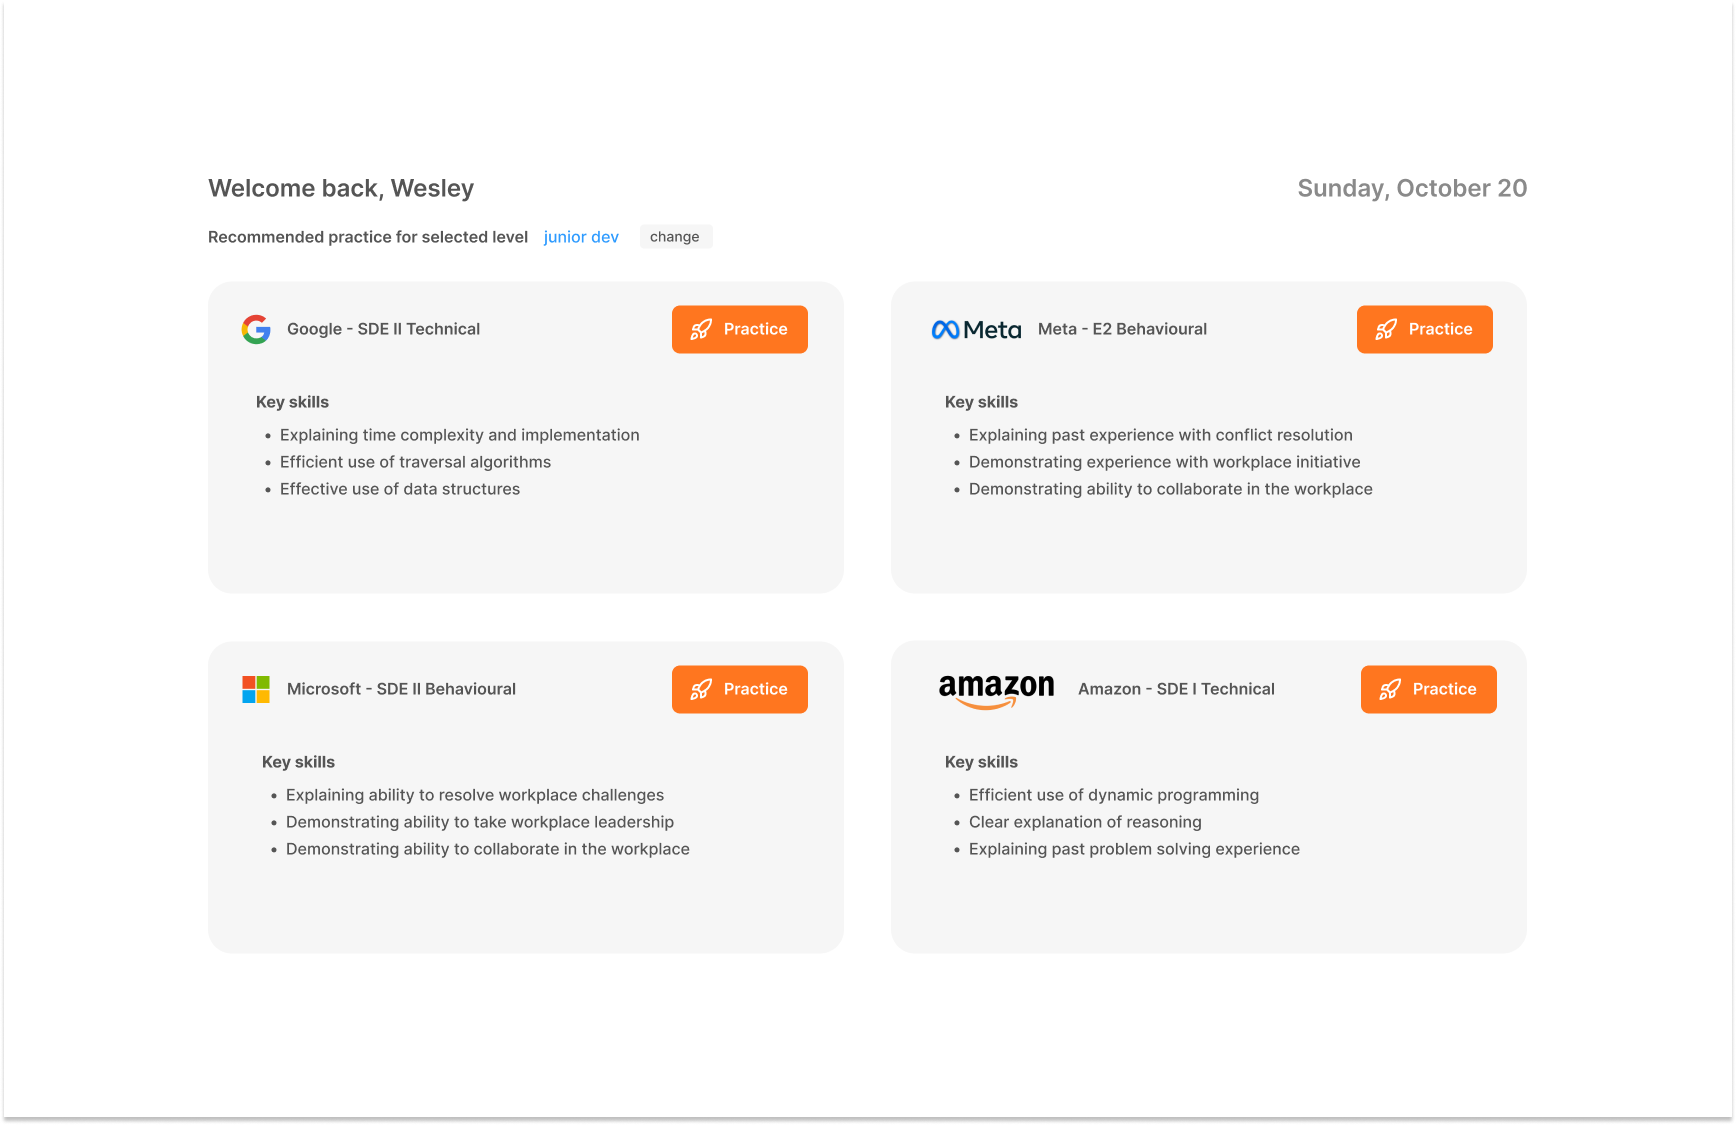 Welcome back, Wesley
Sunday, October 20
Recommended practice for selected level junior dev change
Google - SDE II Technical
Practice
Key skills
• Explaining time complexity and implementation
• Efficient use of traversal algorithms
• Effective use of data structures
Meta
Meta - E2 Behavioural
Practice
Key skills
• Explaining past experience with conflict resolution
• Demonstrating experience with workplace initiative
• Demonstrating ability to collaborate in the workplace
Microsoft - SDE II Behavioural
Practice
Key skills
• Explaining ability to resolve workplace challenges
• Demonstrating ability to take workplace leadership
• Demonstrating ability to collaborate in the workplace
amazon
Amazon - SDE I Technical
Practice
Key skills
• Efficient use of dynamic programming
• Clear explanation of reasoning
• Explaining past problem solving experience